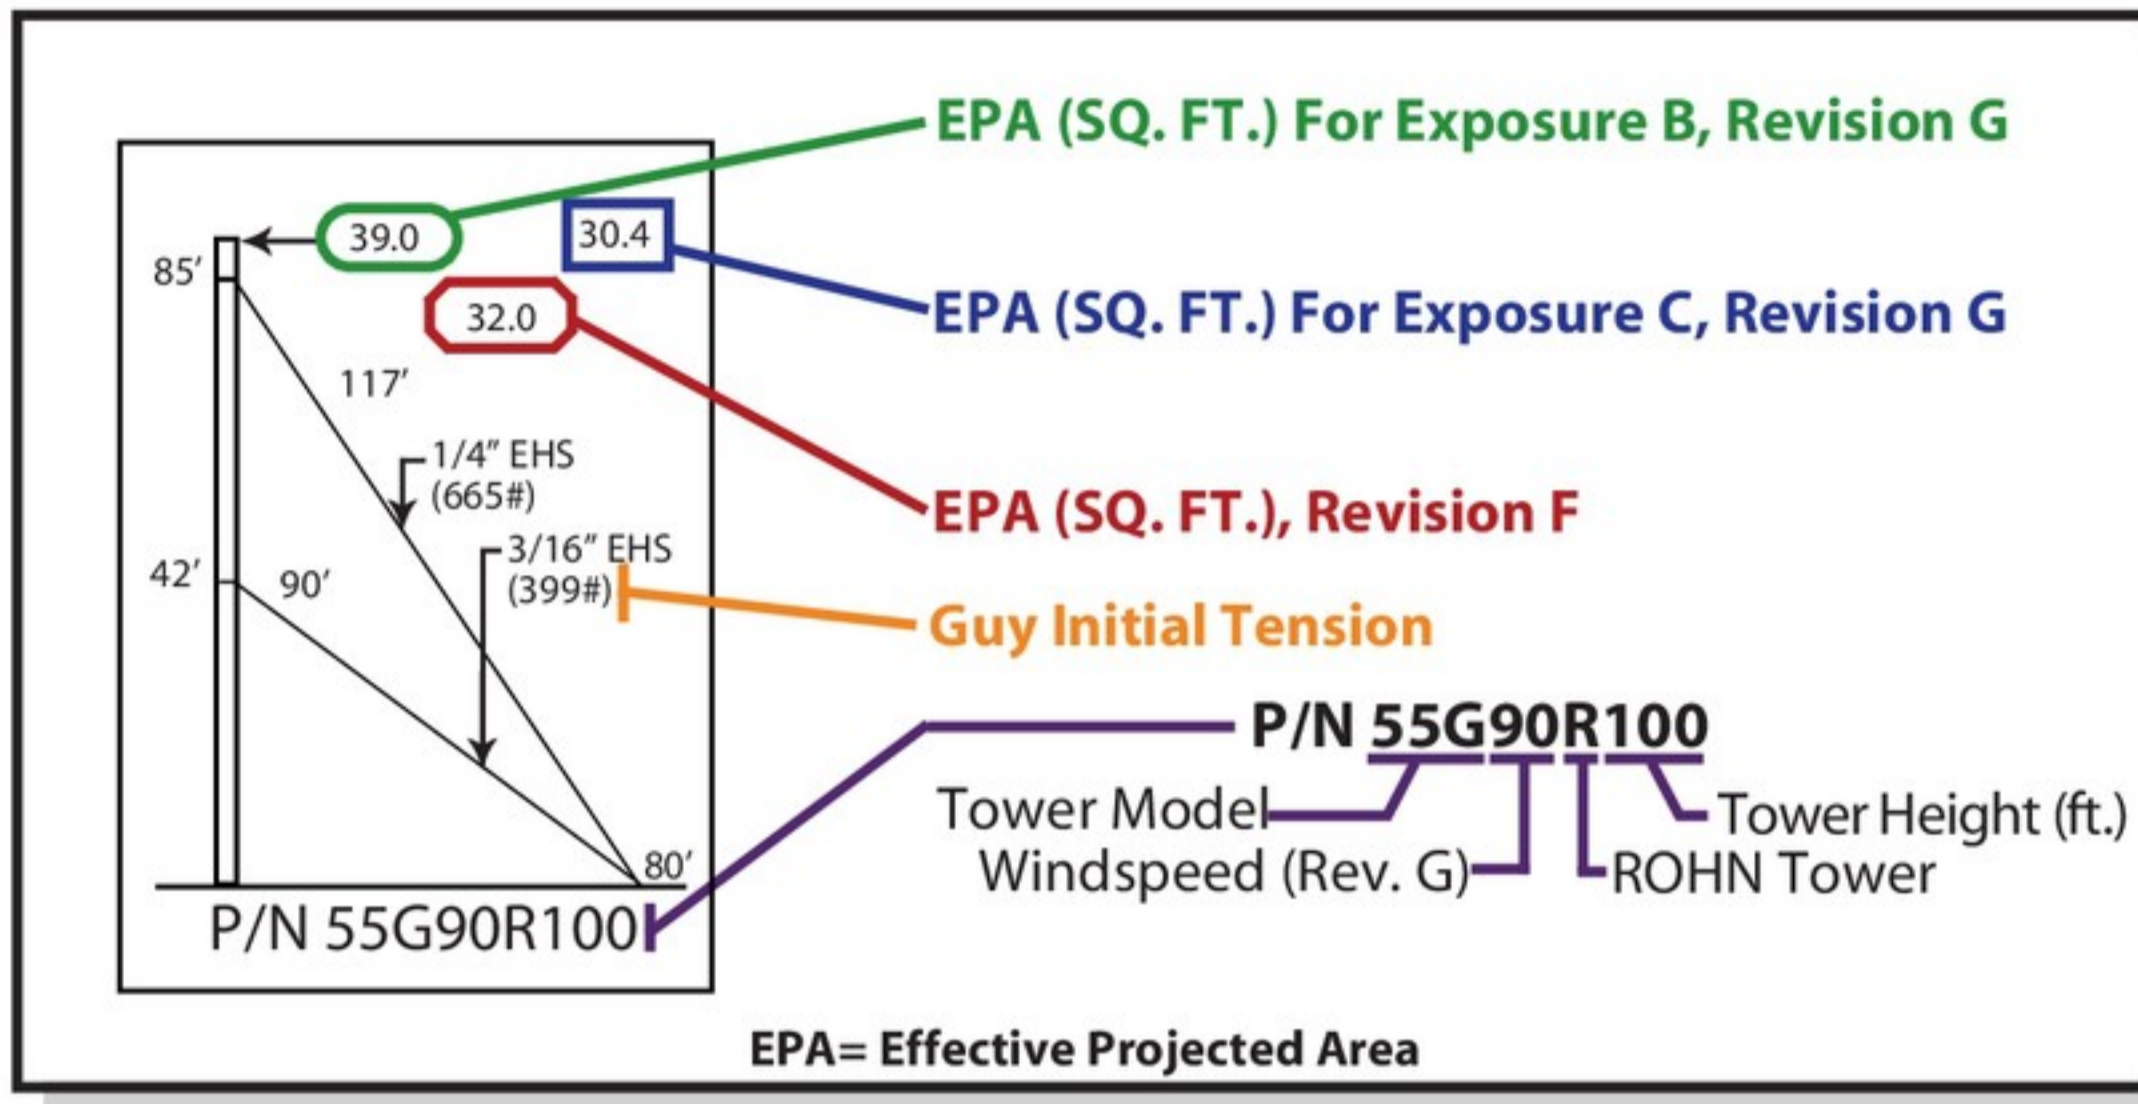 EPA (SQ. FT.) For Exposure B, Revision G
39.0
30.4
85’
32.0
EPA (SQ. FT.) For Exposure C, Revision G
117’
1/4” EHS
(665#)
EPA (SQ. FT.), Revision F
3/16” EHS
(399#)
42’
90’
Guy Initial Tension
P/N 55G90R100
Tower Model
Tower Height (ft.)
Windspeed (Rev. G)
ROHN Tower
80’
P/N 55G90R100
EPA= Effective Projected Area